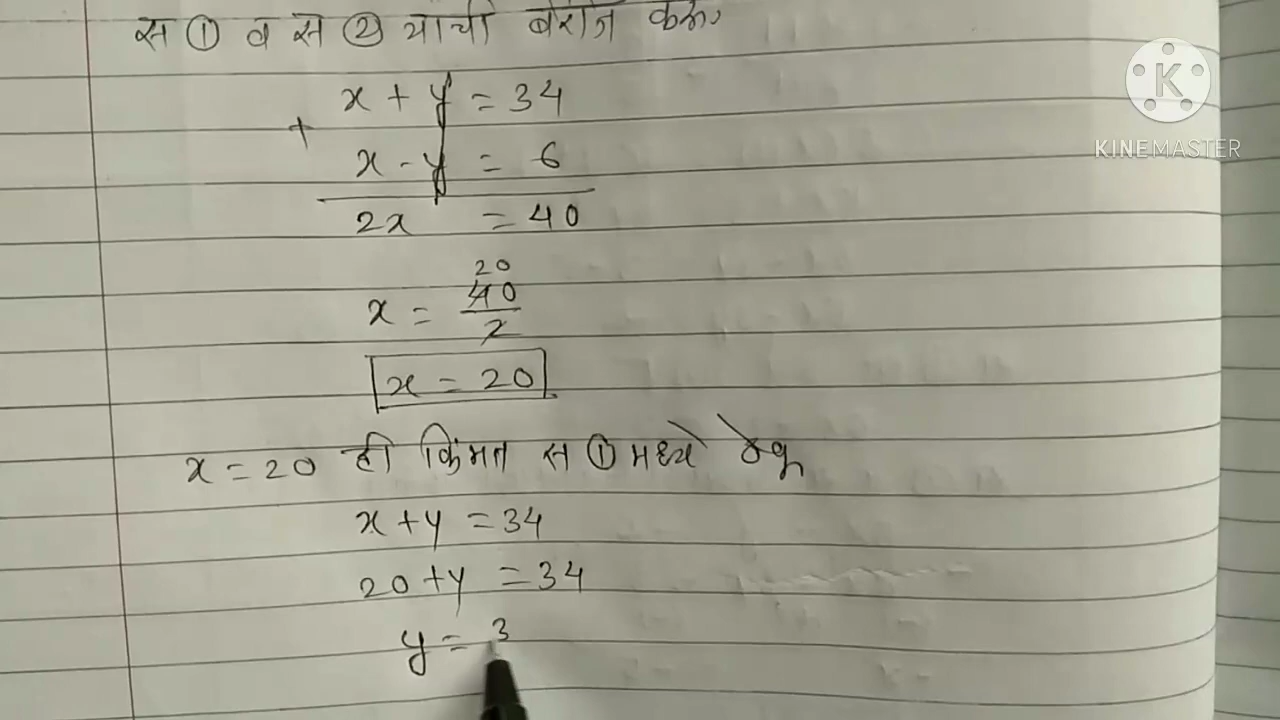 स ① व स ② यांची बेरीज करू.
x + y = 34
+
x - y = 6
2x = 40
20
x = 40
2
x = 20
x = 20 ही किंमत स ① मध्ये ठेवू
x + y = 34
20 + y = 34
y = 3
KINEMASTER